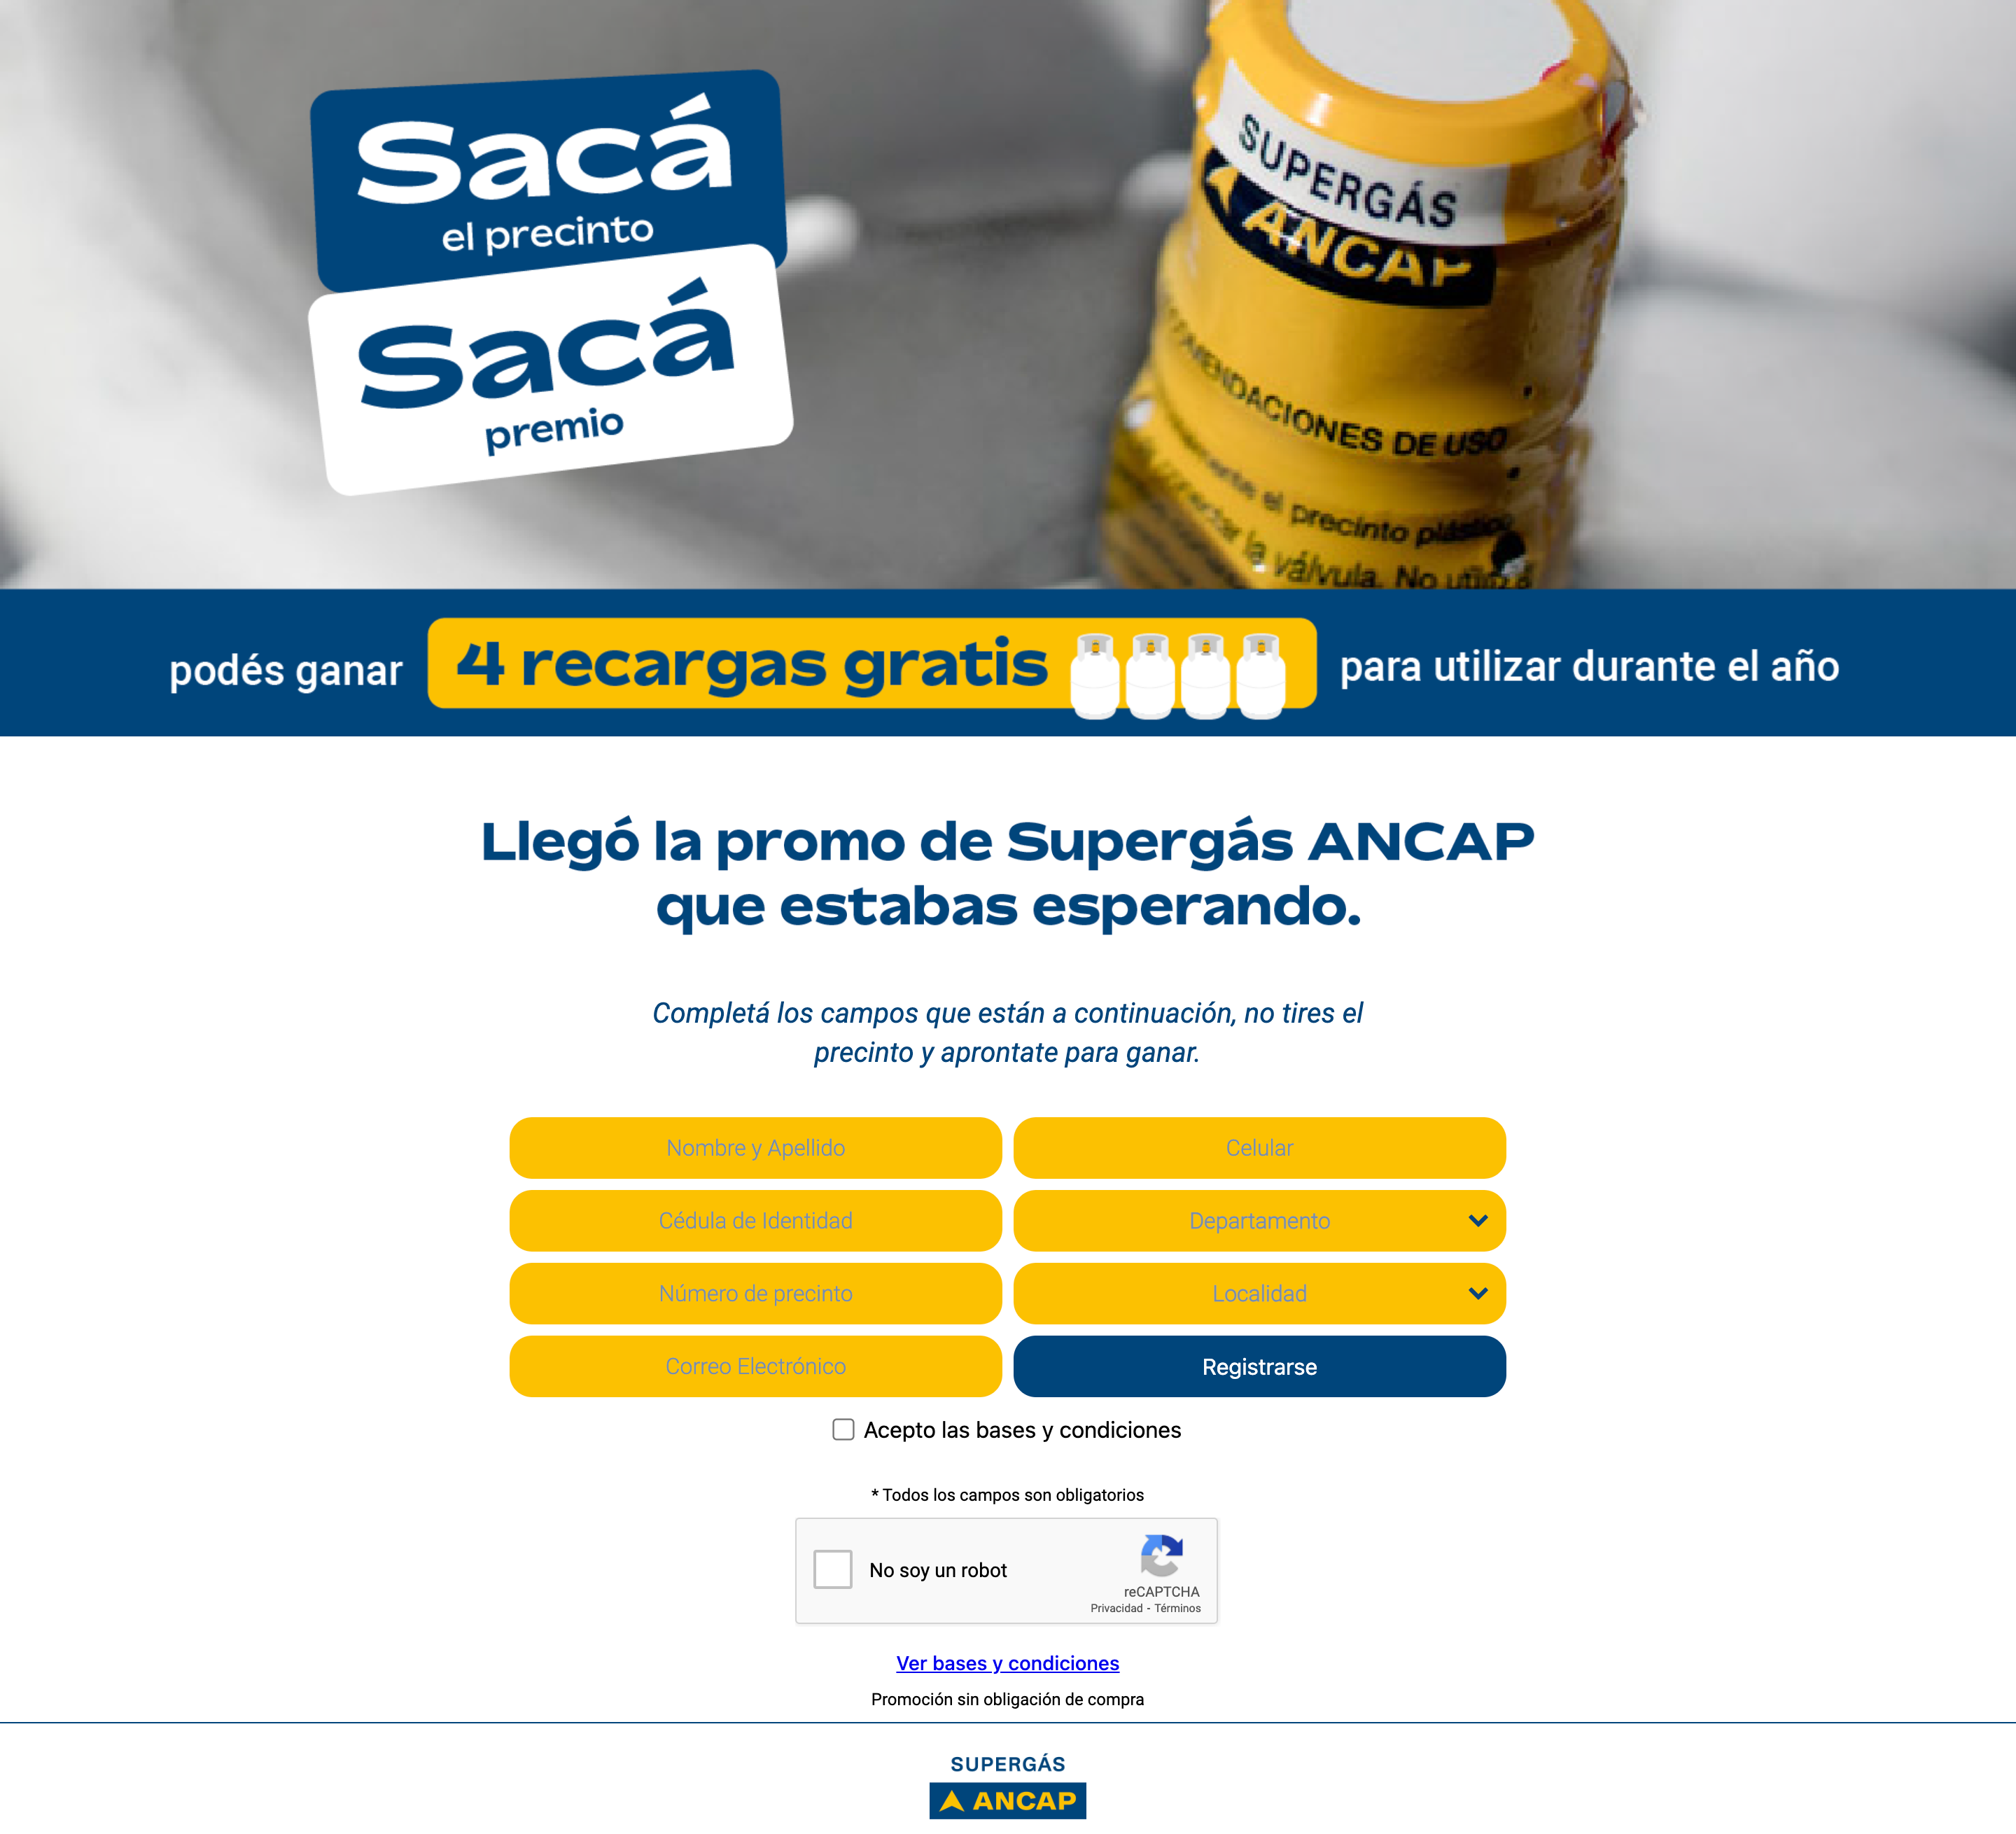 Sacá
el precinto
Sacá
premio
SUPERGÁS
ANCAP
RECOMENDACIONES DE USO
el precinto plástico
la válvula. No
podés ganar 4 recargas gratis para utilizar durante el año
Llegó la promo de Supergás ANCAP
que estabas esperando.
Completá los campos que están a continuación, no tires el
precinto y aprontate para ganar.
Nombre y Apellido
Celular
Cédula de Identidad
Departamento
Número de precinto
Localidad
Correo Electrónico
Registrarse
Acepto las bases y condiciones
* Todos los campos son obligatorios
No soy un robot
reCAPTCHA
Privacidad - Términos
Ver bases y condiciones
Promoción sin obligación de compra
SUPERGÁS
ANCAP